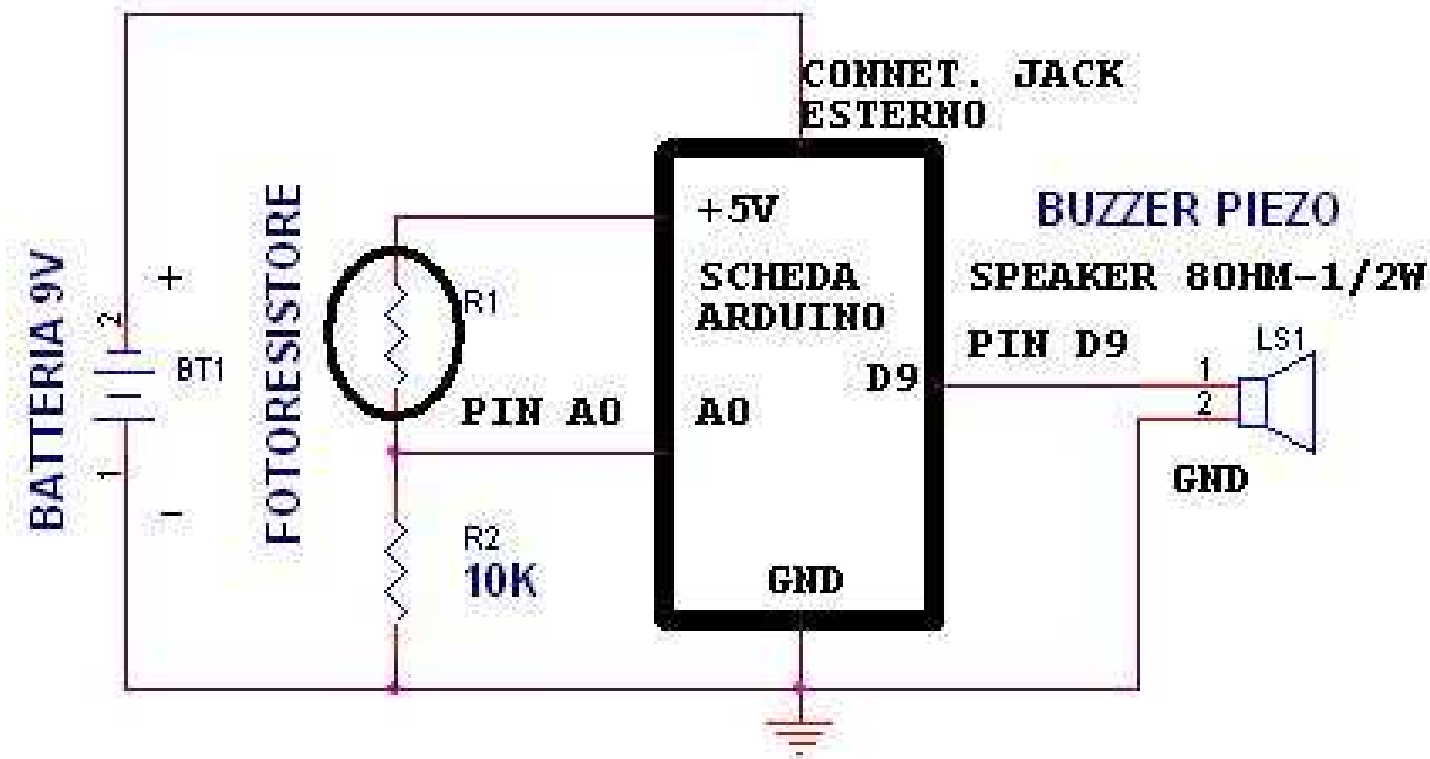 CONNET. JACK
ESTERNO
BATTERIA 9V
2
+
BT1
1
-
FOTORESISTORE
R1
PIN A0
R2
10K
+5V
SCHEDA
ARDUINO
D9
A0
GND
BUZZER PIEZO
SPEAKER 8OHM-1/2W
PIN D9
LS1
1
2
GND